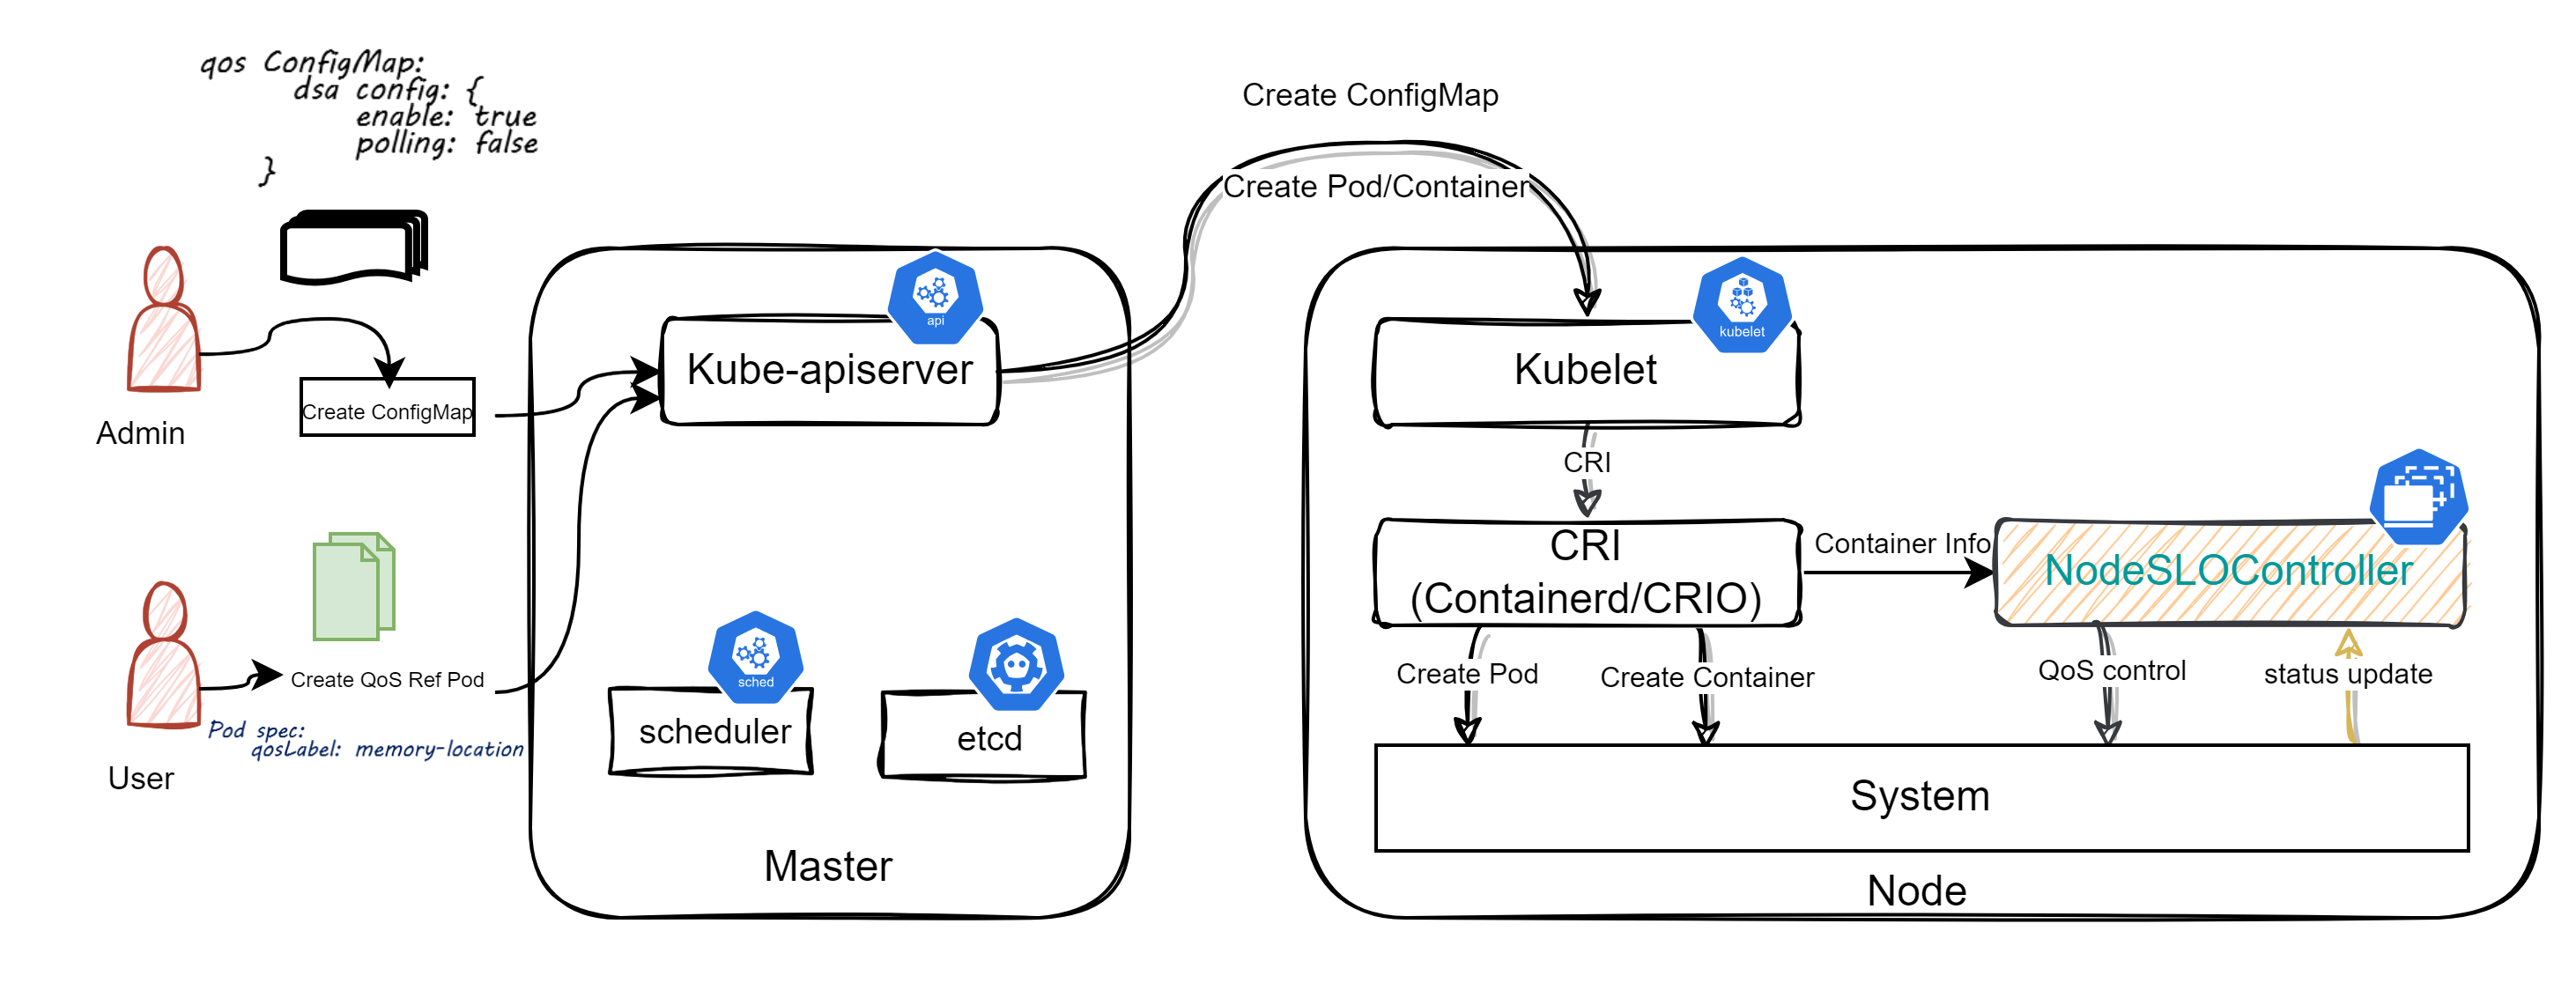 qos ConfigMap:
dsa config: {
enable: true
polling: false
}
Admin
Create ConfigMap
Create QoS Ref Pod
Pod spec:
qosLabel: memory-location
User
api
Kube-apiserver
sched
scheduler
etcd
Master
Create ConfigMap
Create Pod/Container
kubelet
Kubelet
CRI
CRI
(Containerd/CRIO)
Container Info
NodeSLOController
Create Pod
Create Container
QoS control
status update
System
Node